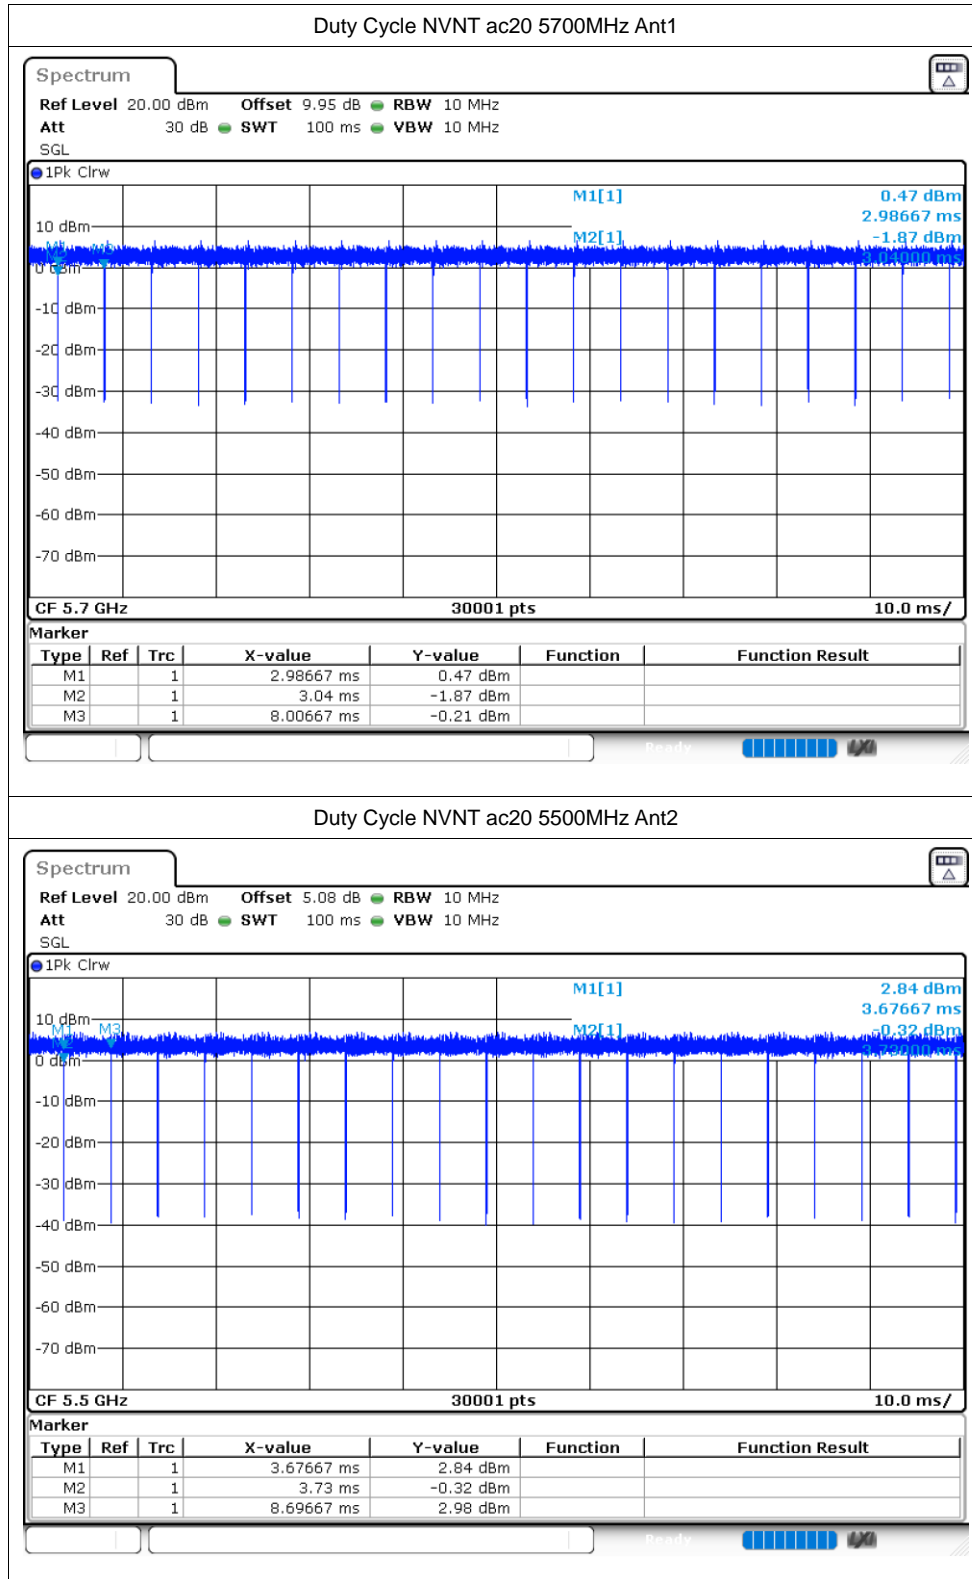 Duty Cycle NVNT ac20 5700MHz Ant1
Spectrum
Ref Level 20.00 dBm Offset 9.95 dB RBW 10 MHz
Att 30 dB SWT 100 ms VBW 10 MHz
SGL
1Pk Clrw
M1[1] 0.47 dBm
2.98667 ms
10 dBm
M2[1] -1.87 dBm
3.04000 ms
0 dBm
-10 dBm
-20 dBm
-30 dBm
-40 dBm
-50 dBm
-60 dBm
-70 dBm
CF 5.7 GHz 30001 pts 10.0 ms/
Marker
Type Ref Trc X-value Y-value Function Function Result
M1 1 2.98667 ms 0.47 dBm
M2 1 3.04 ms -1.87 dBm
M3 1 8.00667 ms -0.21 dBm
Ready
Duty Cycle NVNT ac20 5500MHz Ant2
Spectrum
Ref Level 20.00 dBm Offset 5.08 dB RBW 10 MHz
Att 30 dB SWT 100 ms VBW 10 MHz
SGL
1Pk Clrw
M1[1] 2.84 dBm
3.67667 ms
10 dBm
M1 M3 M2[1] -0.32 dBm
3.73000 ms
0 dBm
-10 dBm
-20 dBm
-30 dBm
-40 dBm
-50 dBm
-60 dBm
-70 dBm
CF 5.5 GHz 30001 pts 10.0 ms/
Marker
Type Ref Trc X-value Y-value Function Function Result
M1 1 3.67667 ms 2.84 dBm
M2 1 3.73 ms -0.32 dBm
M3 1 8.69667 ms 2.98 dBm
Ready